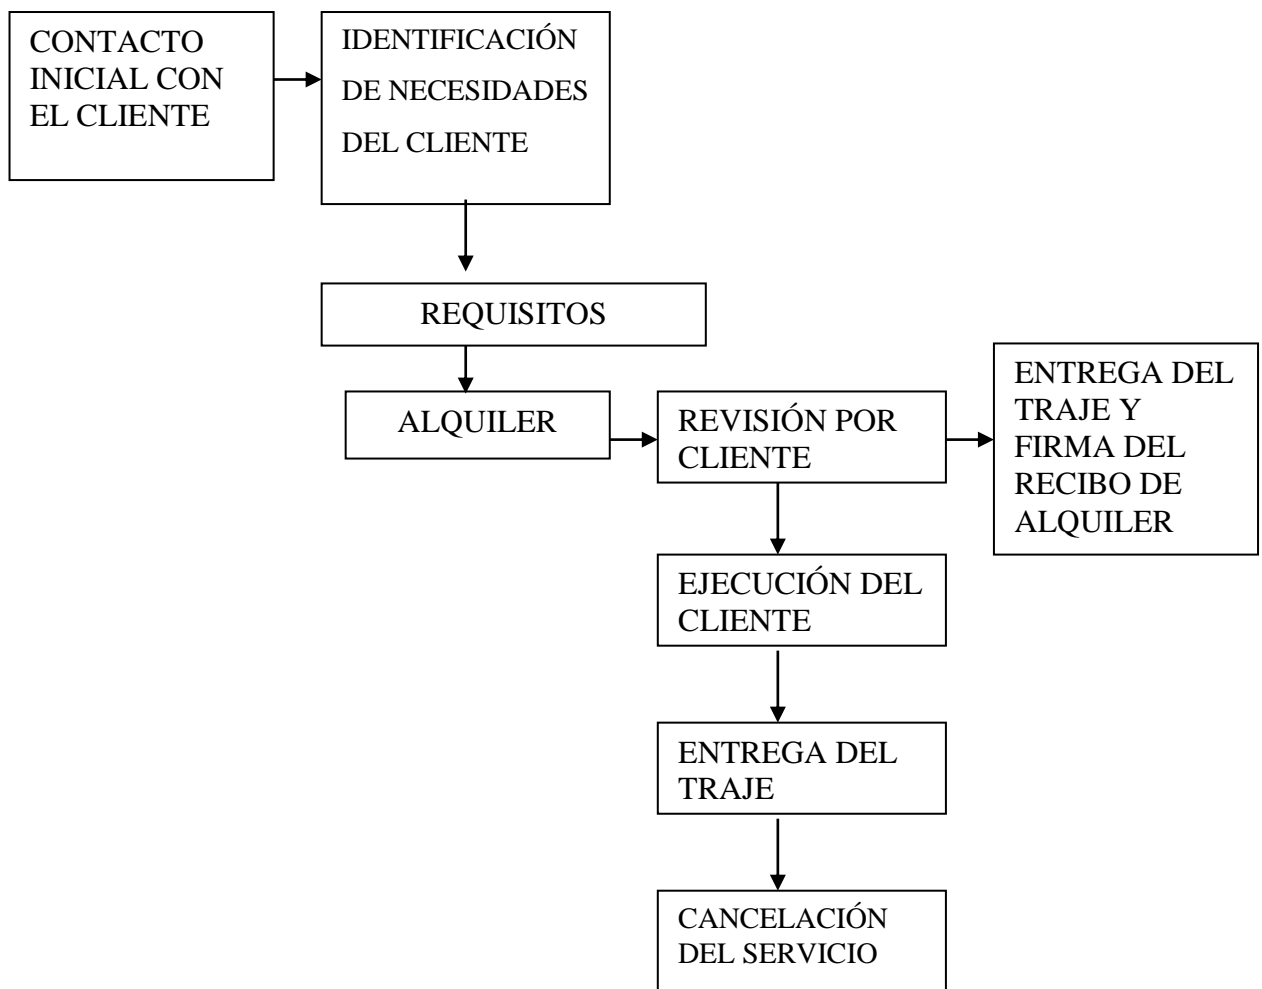 CONTACTO
INICIAL CON
EL CLIENTE
IDENTIFICACIÓN
DE NECESIDADES
DEL CLIENTE
REQUISITOS
ALQUILER
REVISIÓN POR
CLIENTE
ENTREGA DEL
TRAJE Y
FIRMA DEL
RECIBO DE
ALQUILER
EJECUCIÓN DEL
CLIENTE
ENTREGA DEL
TRAJE
CANCELACIÓN
DEL SERVICIO